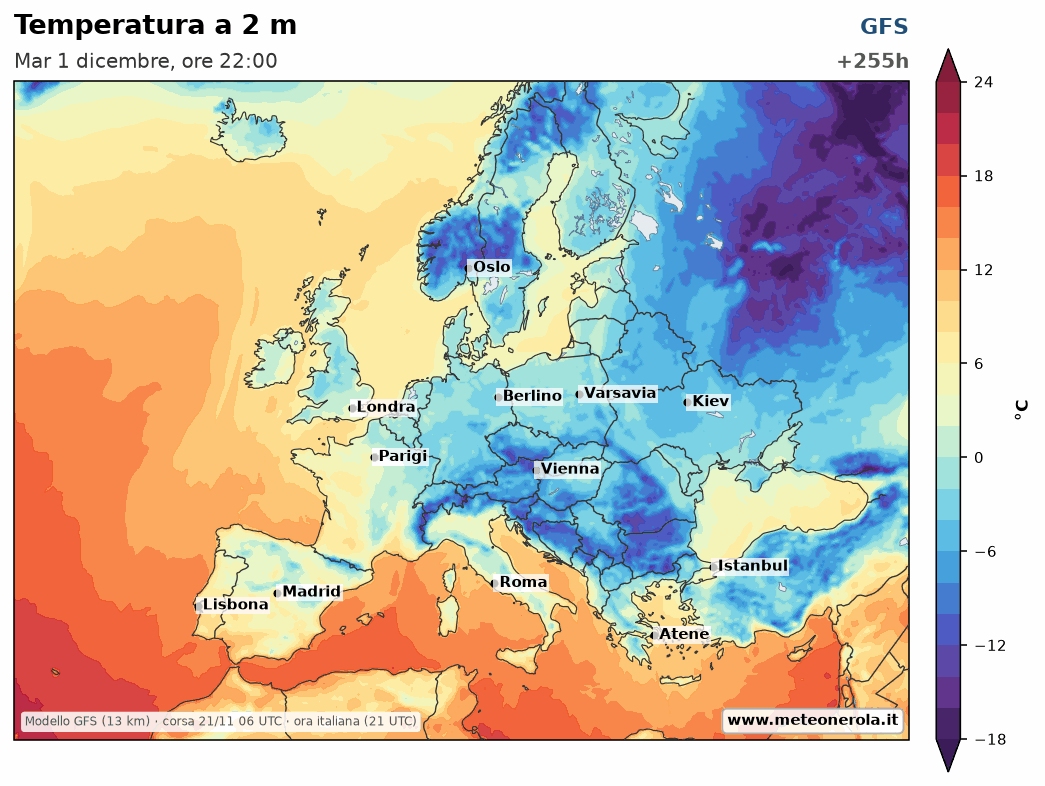 Temperatura a 2 m
GFS
Mar 1 dicembre, ore 22:00
+255h
24
18
12
6
0
−6
−12
−18
°C
Oslo
Londra
Berlino
Varsavia
Kiev
Parigi
Vienna
Istanbul
Roma
Madrid
Lisbona
Atene
Modello GFS (13 km) · corsa 21/11 06 UTC · ora italiana (21 UTC)
www.meteonerola.it